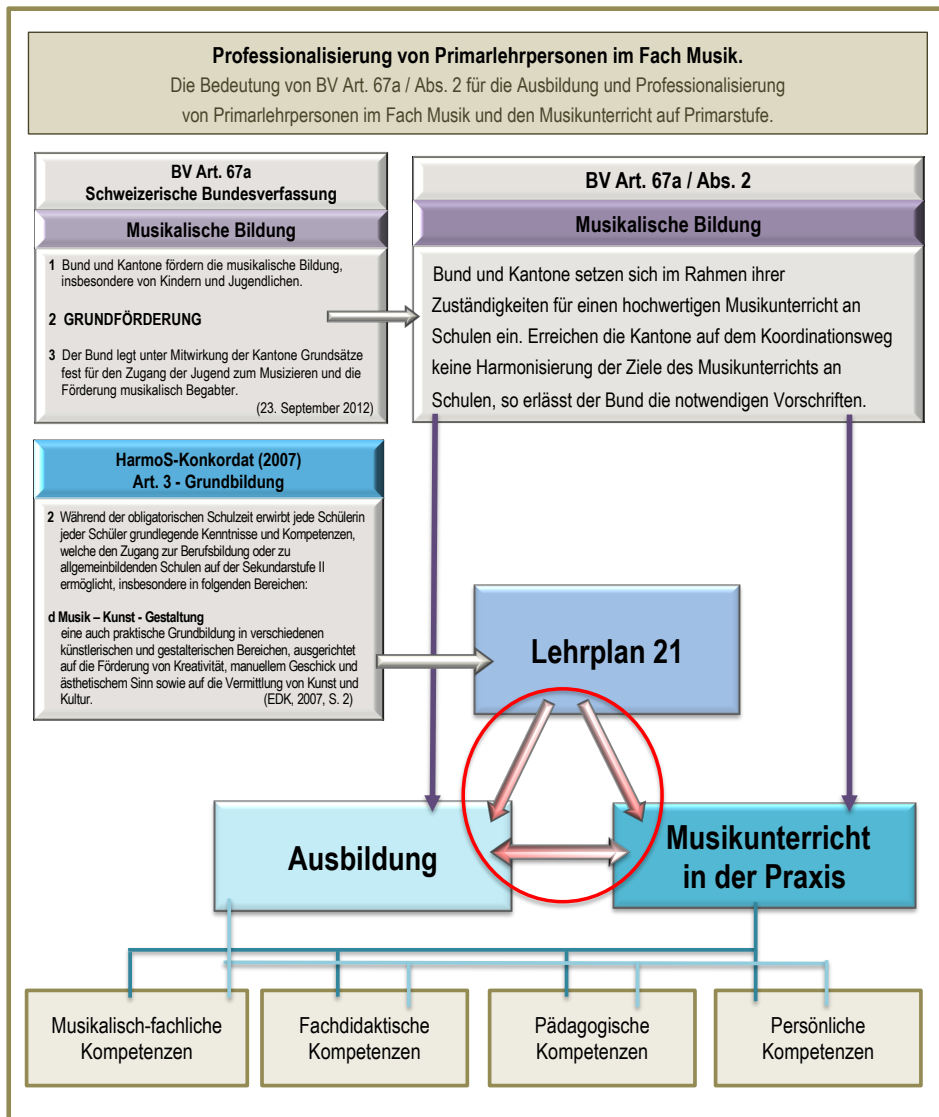 Professionalisierung von Primarlehrpersonen im Fach Musik.
Die Bedeutung von BV Art. 67a / Abs. 2 für die Ausbildung und Professionalisierung
von Primarlehrpersonen im Fach Musik und den Musikunterricht auf Primarstufe.
BV Art. 67a
Schweizerische Bundesverfassung
Musikalische Bildung
1 Bund und Kantone fördern die musikalische Bildung,
insbesondere von Kindern und Jugendlichen.
2 GRUNDFÖRDERUNG
3 Der Bund legt unter Mitwirkung der Kantone Grundsätze
fest für den Zugang der Jugend zum Musizieren und die
Förderung musikalisch Begabter.
(23. September 2012)
BV Art. 67a / Abs. 2
Musikalische Bildung
Bund und Kantone setzen sich im Rahmen ihrer
Zuständigkeiten für einen hochwertigen Musikunterricht an
Schulen ein. Erreichen die Kantone auf dem Koordinationsweg
keine Harmonisierung der Ziele des Musikunterrichts an
Schulen, so erlässt der Bund die notwendigen Vorschriften.
HarmoS-Konkordat (2007)
Art. 3 - Grundbildung
2 Während der obligatorischen Schulzeit erwirbt jede Schülerin
jeder Schüler grundlegende Kenntnisse und Kompetenzen,
welche den Zugang zur Berufsbildung oder zu
allgemeinbildenden Schulen auf der Sekundarstufe II
ermöglicht, insbesondere in folgenden Bereichen:
d Musik – Kunst - Gestaltung
eine auch praktische Grundbildung in verschiedenen
künstlerischen und gestalterischen Bereichen, ausgerichtet
auf die Förderung von Kreativität, manuellem Geschick und
ästhetischem Sinn sowie auf die Vermittlung von Kunst und
Kultur. (EDK, 2007, S. 2)
Lehrplan 21
Ausbildung
Musikunterricht
in der Praxis
Musikalisch-fachliche
Kompetenzen
Fachdidaktische
Kompetenzen
Pädagogische
Kompetenzen
Persönliche
Kompetenzen